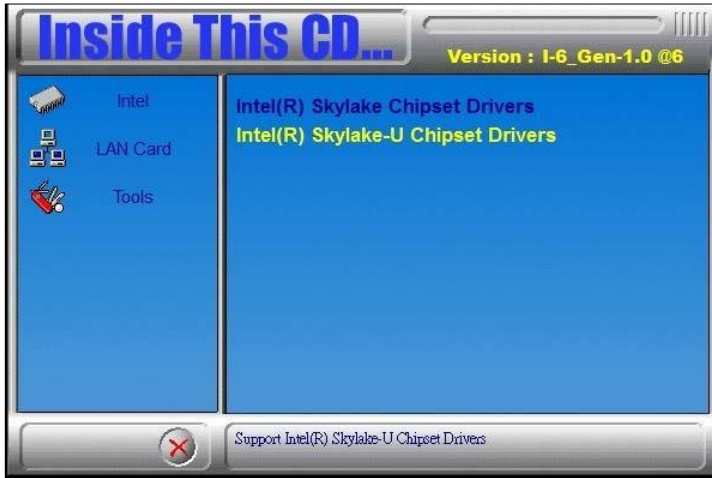 Inside This CD...
Version : I-6_Gen-1.0 @6
Intel
LAN Card
Tools
Intel(R) Skylake Chipset Drivers
Intel(R) Skylake-U Chipset Drivers
Support Intel(R) Skylake-U Chipset Drivers